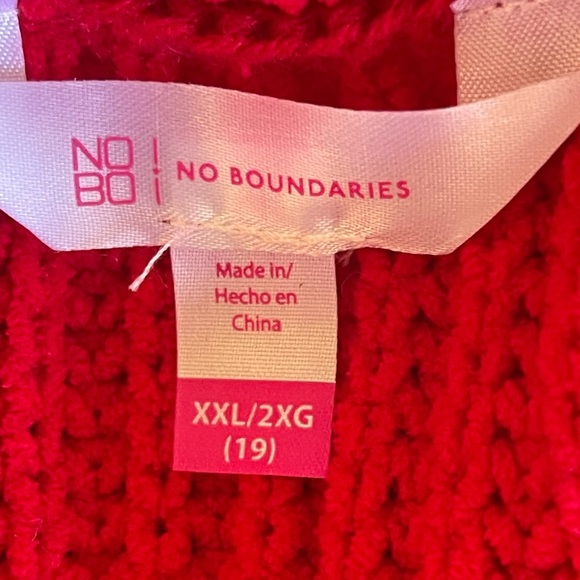 NO!
BO¡
NO BOUNDARIES
Made in/
Hecho en
China
XXL/2XG
(19)